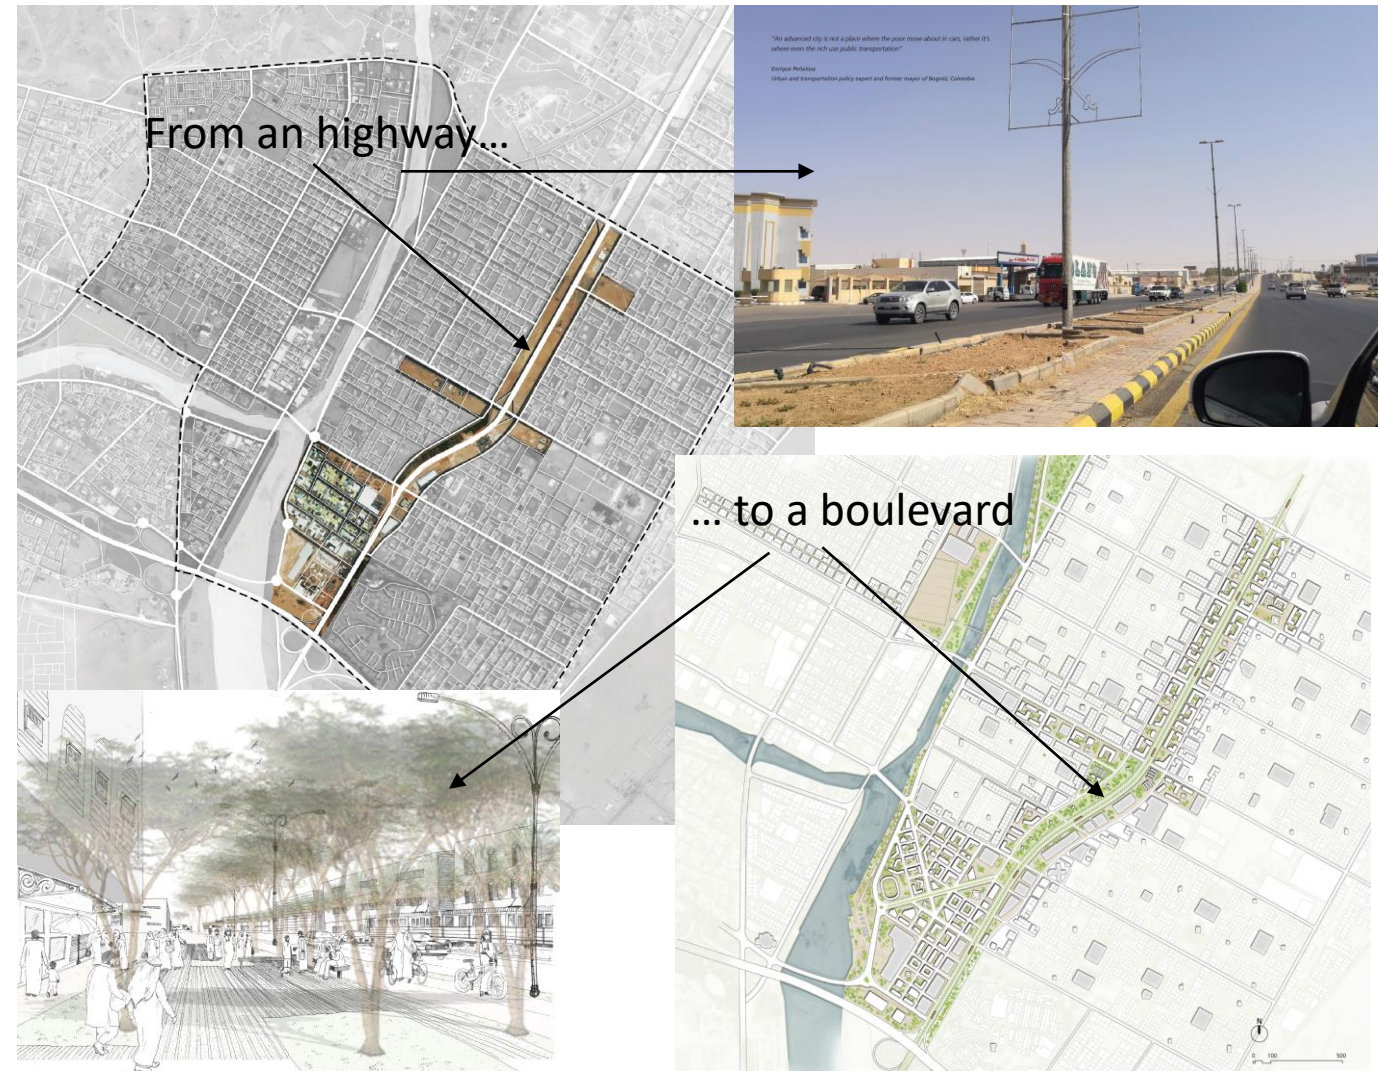 "An advanced city is not a place where the poor move about in cars, rather it's
where even the rich use public transportation"
Enrique Peñalosa
Urban and transportation policy expert and former mayor of Bogotá, Colombia
From an highway...
... to a boulevard
N
0 100 500